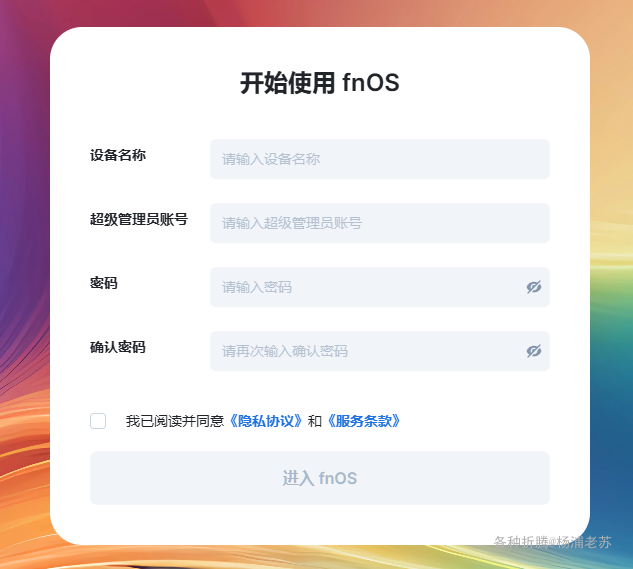 开始使用 fnOS
设备名称
请输入设备名称
超级管理员账号
请输入超级管理员账号
密码
请输入密码
确认密码
请再次输入确认密码
我已阅读并同意《隐私协议》和《服务条款》
进入 fnOS
各种折腾@杨浦老苏